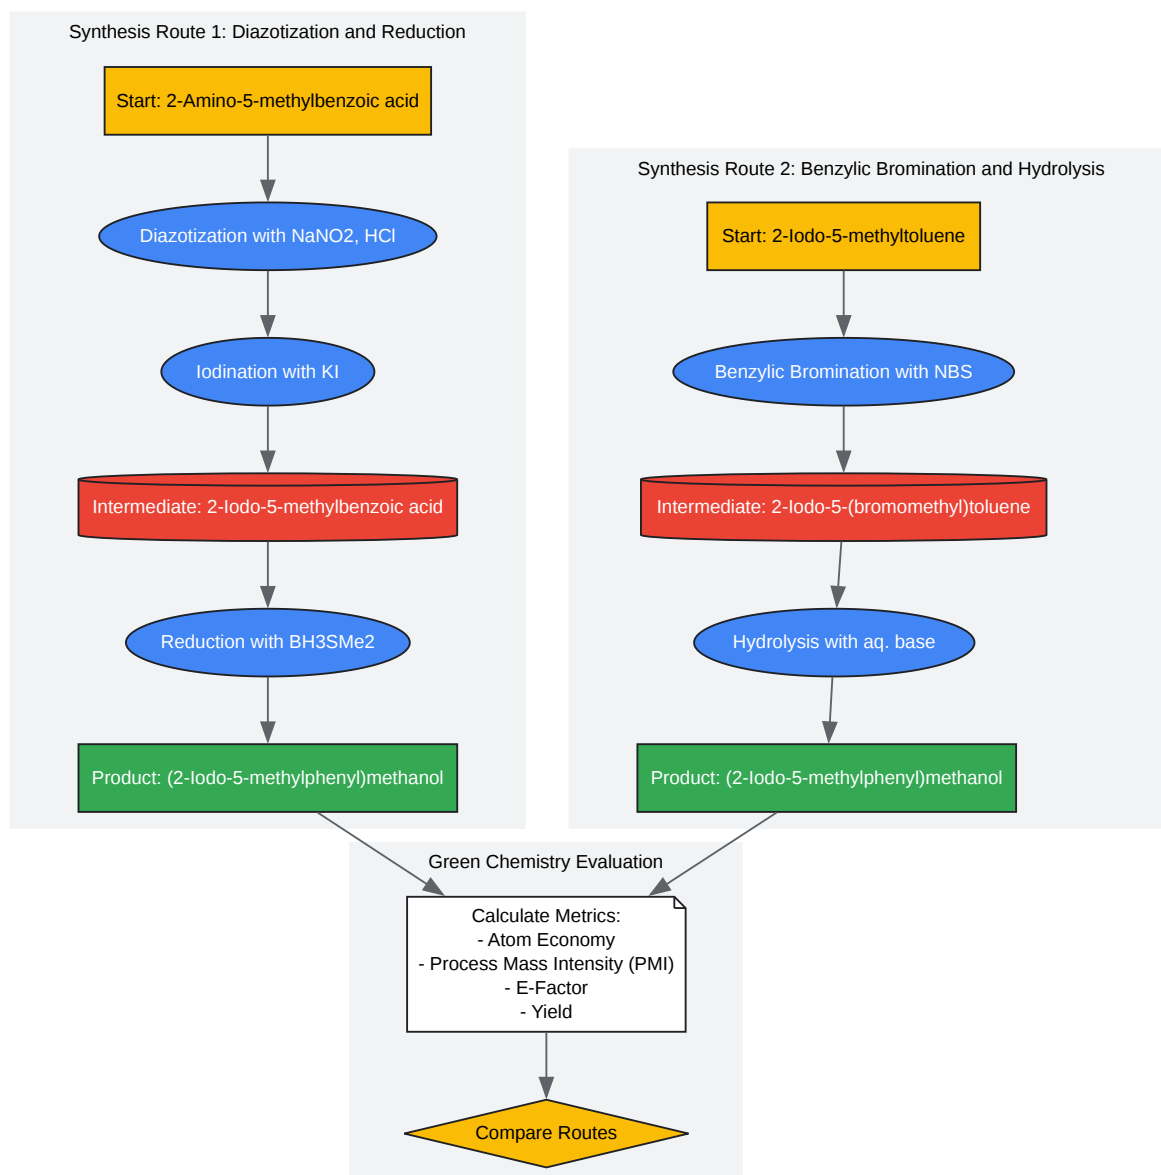 Synthesis Route 1: Diazotization and Reduction
Start: 2-Amino-5-methylbenzoic acid
Diazotization with NaNO2, HCl
Iodination with KI
Intermediate: 2-Iodo-5-methylbenzoic acid
Reduction with BH3SMe2
Product: (2-Iodo-5-methylphenyl)methanol
Synthesis Route 2: Benzylic Bromination and Hydrolysis
Start: 2-Iodo-5-methyltoluene
Benzylic Bromination with NBS
Intermediate: 2-Iodo-5-(bromomethyl)toluene
Hydrolysis with aq. base
Product: (2-Iodo-5-methylphenyl)methanol
Green Chemistry Evaluation
Calculate Metrics:
- Atom Economy
- Process Mass Intensity (PMI)
- E-Factor
- Yield
Compare Routes